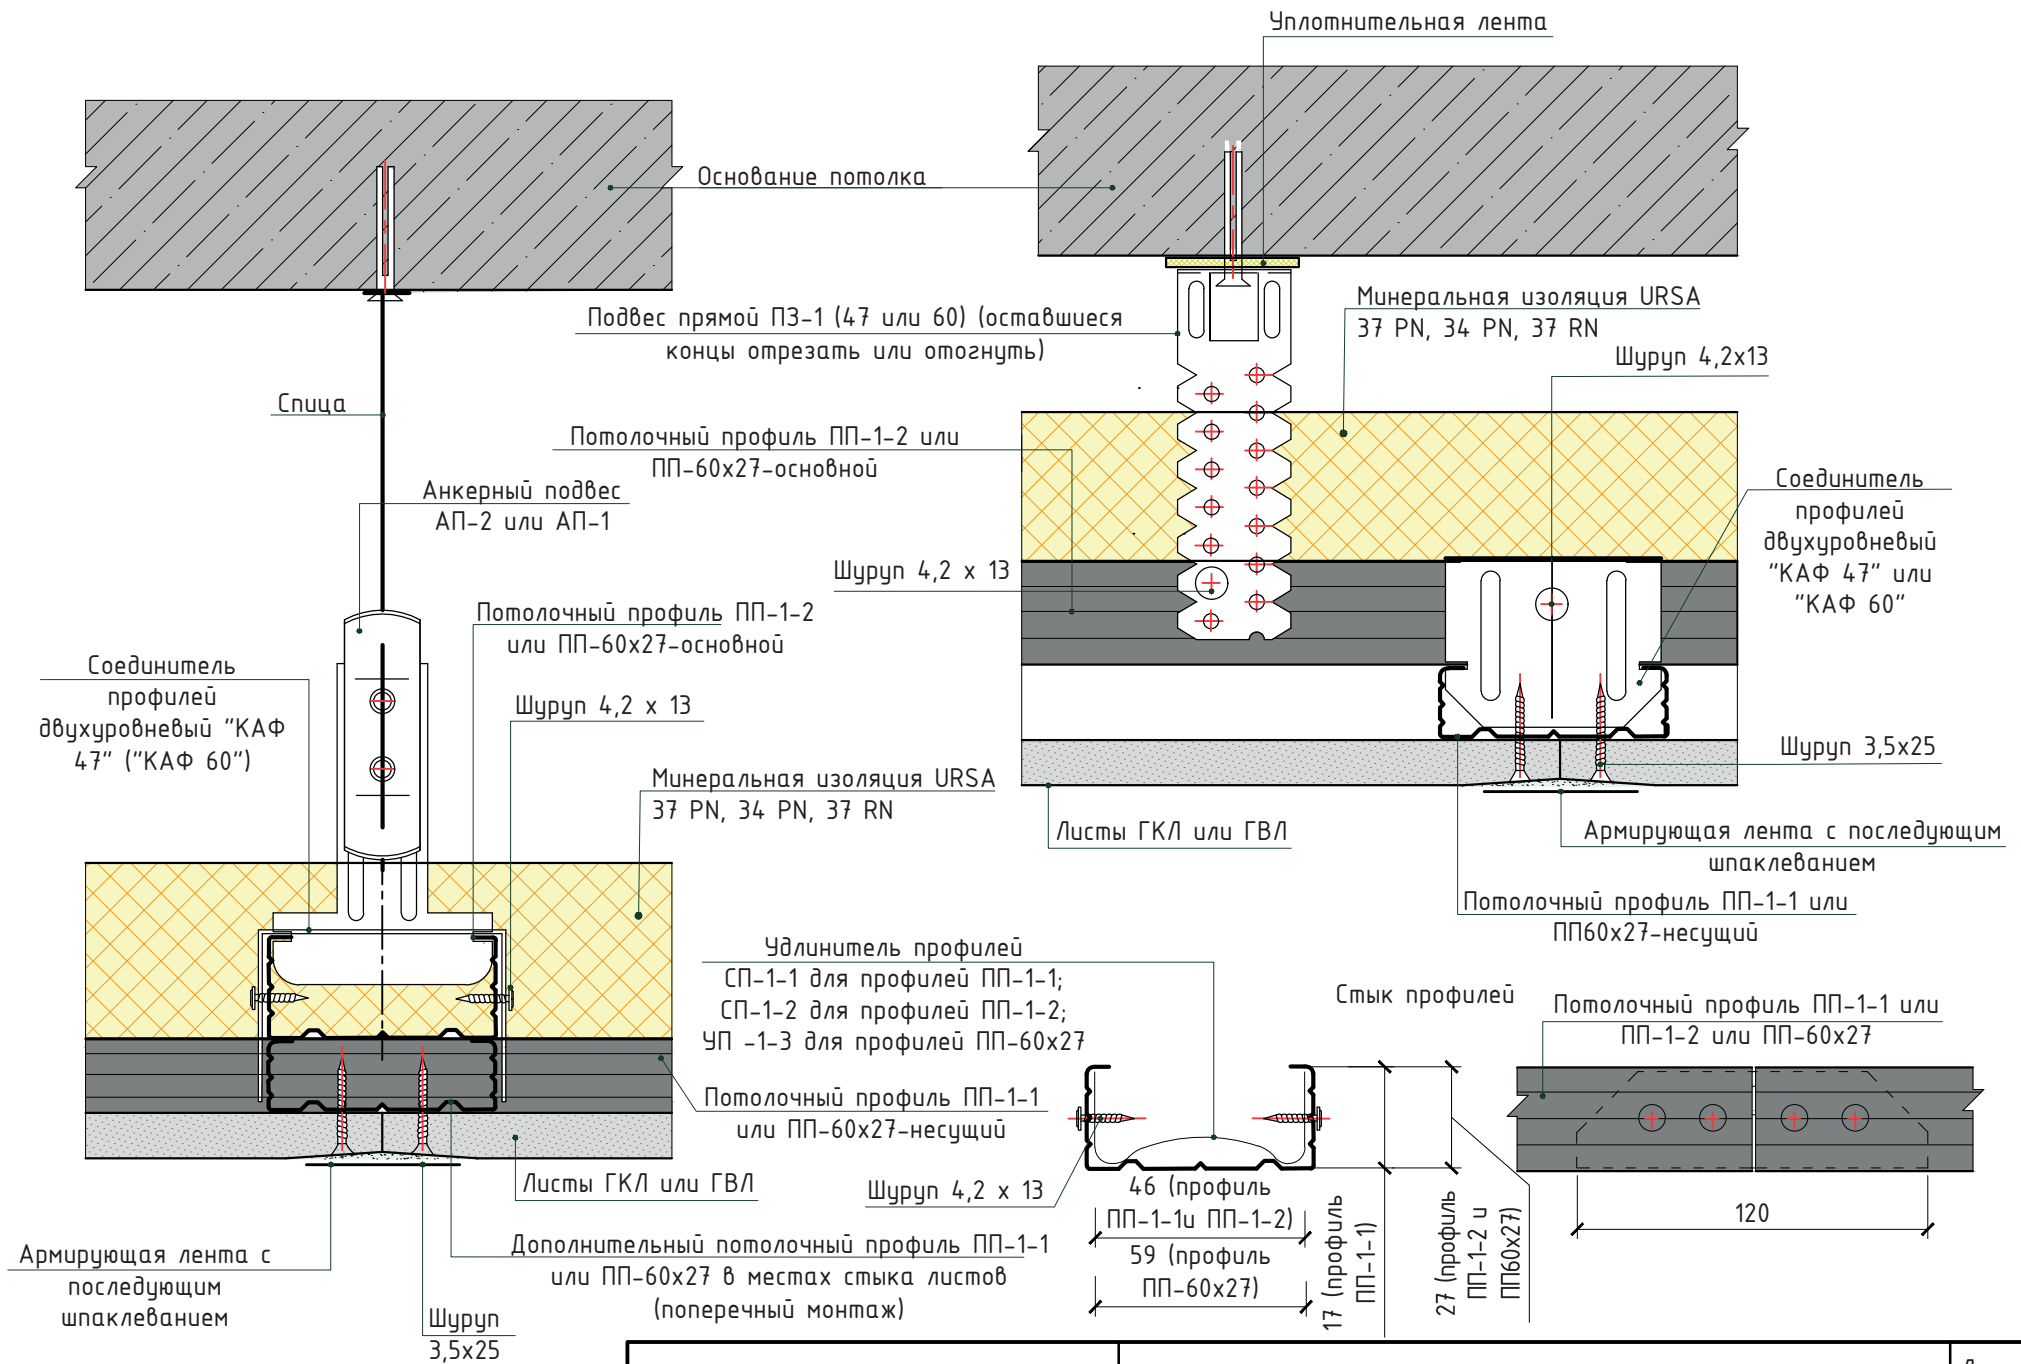 Уплотнительная лента
Основание потолка
Подвес прямой ПЗ-1 (47 или 60) (оставшиеся
концы отрезать или отогнуть)
Минеральная изоляция URSA
37 PN, 34 PN, 37 RN
Шуруп 4,2х13
Спица
Потолочный профиль ПП-1-2 или
ПП-60х27-основной
Анкерный подвес
АП-2 или АП-1
Соединитель
профилей
двухуровневый
"КАФ 47" или
"КАФ 60"
Шуруп 4,2 х 13
Потолочный профиль ПП-1-2
или ПП-60х27-основной
Соединитель
профилей
двухуровневый "КАФ
47" ("КАФ 60")
Шуруп 4,2 х 13
Шуруп 3,5х25
Минеральная изоляция URSA
37 PN, 34 PN, 37 RN
Листы ГКЛ или ГВЛ
Армирующая лента с последующим
шпаклеванием
Потолочный профиль ПП-1-1 или
ПП60х27-несущий
Удлинитель профилей
СП-1-1 для профилей ПП-1-1;
СП-1-2 для профилей ПП-1-2;
УП -1-3 для профилей ПП-60х27
Стык профилей
Потолочный профиль ПП-1-1 или
ПП-1-2 или ПП-60х27
Потолочный профиль ПП-1-1
или ПП-60х27-несущий
Листы ГКЛ или ГВЛ
Шуруп 4,2 х 13
46 (профиль
ПП-1-1и ПП-1-2)
59 (профиль
ПП-60х27)
17 (профиль
ПП-1-1)
27 (профиль
ПП-1-2 и
ПП60х27)
120
Армирующая лента с
последующим
шпаклеванием
Дополнительный потолочный профиль ПП-1-1
или ПП-60х27 в местах стыка листов
(поперечный монтаж)
Шуруп
3,5х25